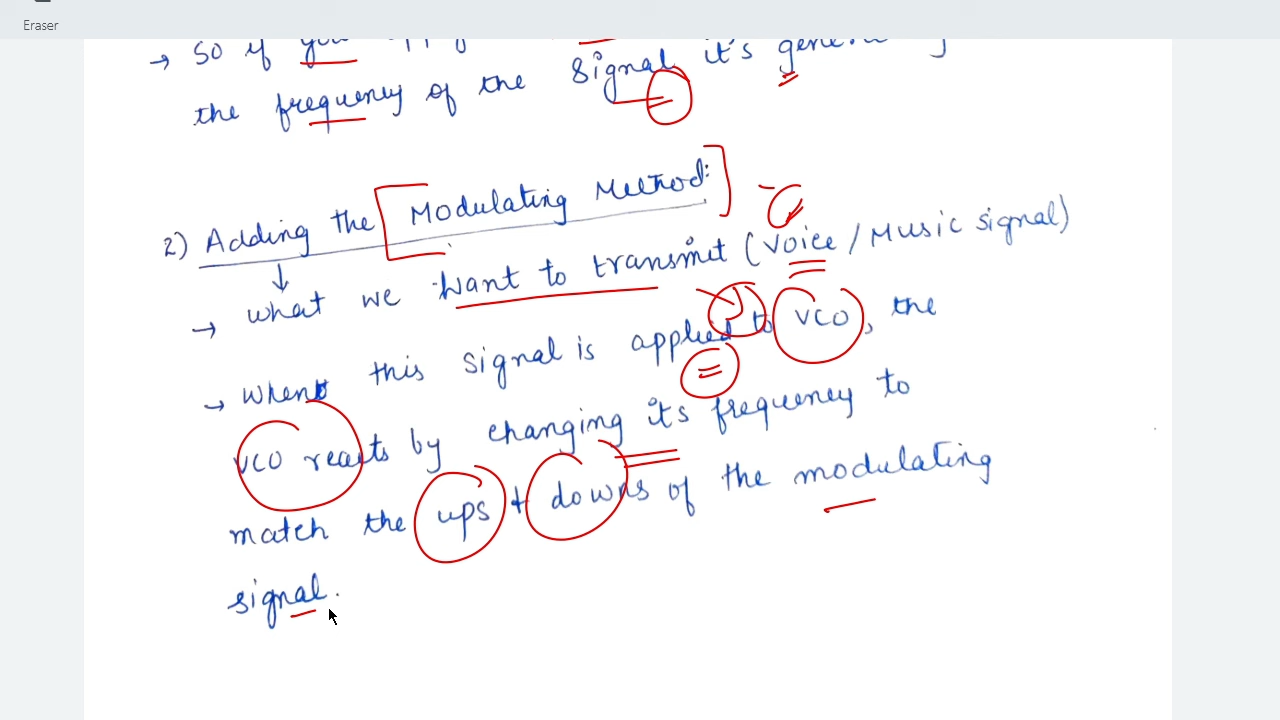 Eraser
→ So if you signal it's
the frequency of the
2) Adding the Modulating Method:
→ what we want to transmit (voice / Music signal)
→ when this signal is applied to VCO, the
VCO reacts by changing its frequency to
match the ups + downs of the modulating
signal.